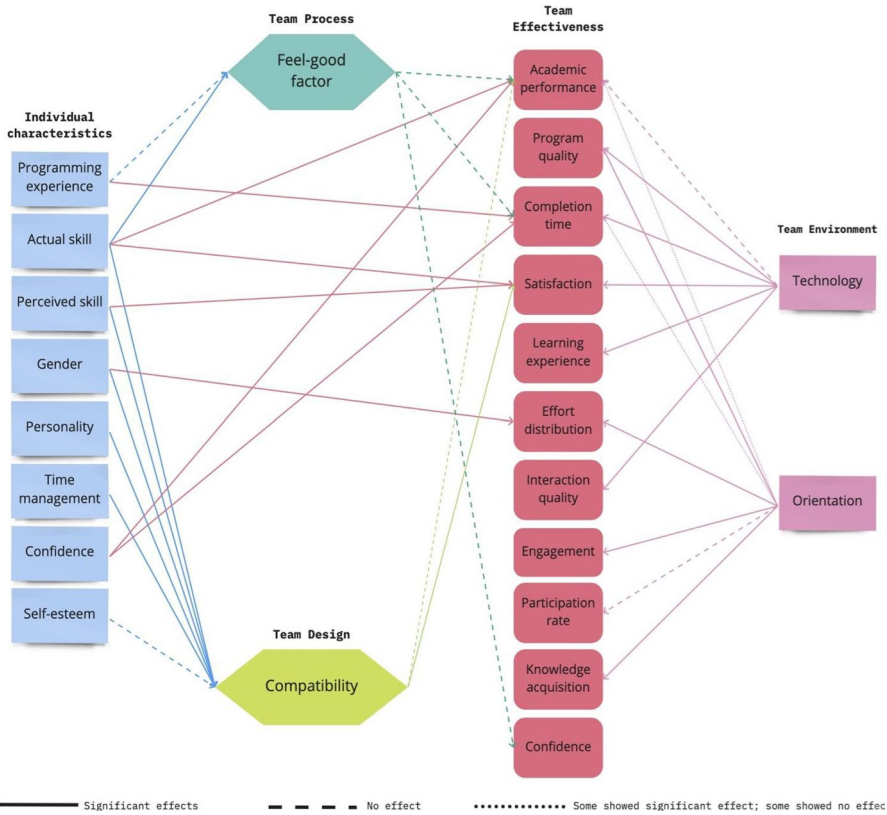 Team Process
Team
Effectiveness
Feel-good
factor
Academic
performance
Individual
characteristics
Program
quality
Programming
experience
Completion
time
Actual skill
Team Environment
Satisfaction
Technology
Perceived skill
Learning
experience
Gender
Effort
distribution
Personality
Time
management
Interaction
quality
Orientation
Confidence
Engagement
Self-esteem
Participation
rate
Team Design
Compatibility
Knowledge
acquisition
Confidence
Significant effects
No effect
Some showed significant effect; some showed no effec